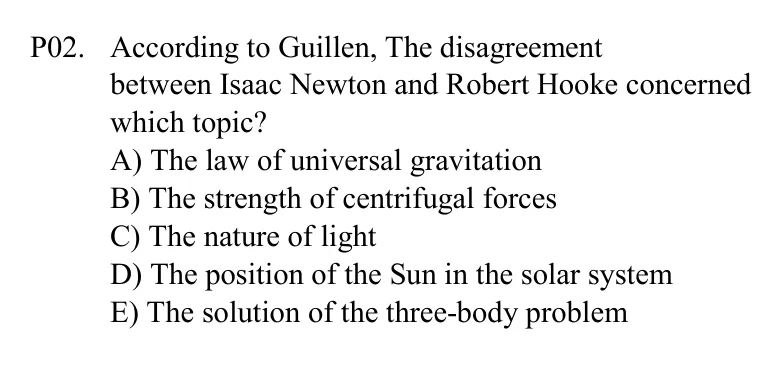 P02. According to Guillen, The disagreement
between Isaac Newton and Robert Hooke concerned
which topic?
A) The law of universal gravitation
B) The strength of centrifugal forces
C) The nature of light
D) The position of the Sun in the solar system
E) The solution of the three-body problem